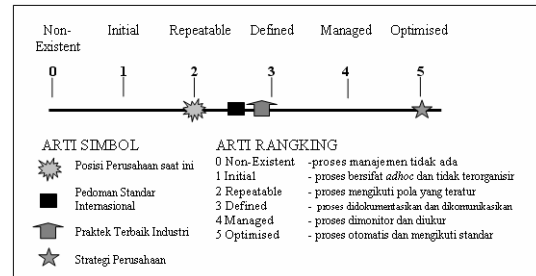 Non-
Existent
Initial
Repeatable
Defined
Managed
Optimised
0 1 2 3 4 5
ARTI SIMBOL
Posisi Perusahaan saat ini
Pedoman Standar
Internasional
Praktek Terbaik Industri
Strategi Perusahaan
ARTI RANGKING
0 Non-Existent -proses manajemen tidak ada
1 Initial - proses bersifat adhoc dan tidak terorganisir
2 Repeatable - proses mengikuti pola yang teratur
3 Defined - proses didokumentasikan dan dikomunikasikan
4 Managed - proses dimonitor dan diukur
5 Optimised - proses otomatis dan mengikuti standar